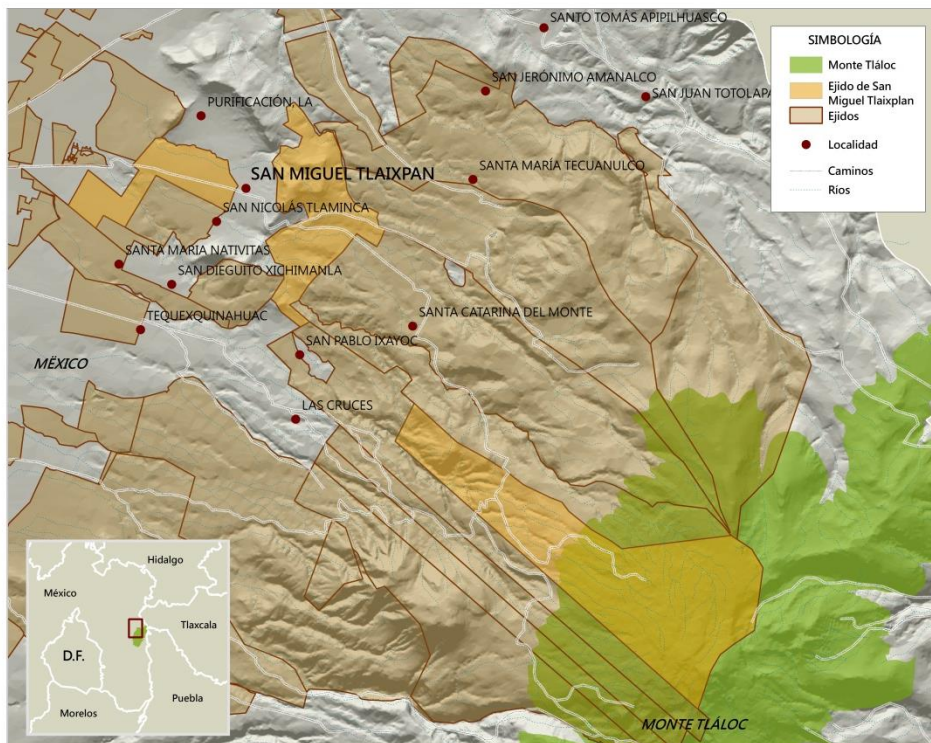 SANTO TOMÁS APIPILHUASCO
SIMBOLOGÍA
Monte Tláloc
Ejido de San
Miguel Tlaixplan
Ejidos
Localidad
Caminos
Rios
SAN JERÓNIMO AMANALCO
SAN JUAN TOTOLAPA
PURIFICACIÓN, LA
SANTA MARÍA TECUANULCO
SAN MIGUEL TLAIXPAN
SAN NICOLÁS TLAMINCA
SANTA MARIA NATIVITAS
SAN DIEGUITO XICHIMANLA
TEQUEXQUINAHUAC
SANTA CATARINA DEL MONTE
SAN PABLO IXAYOC
MËXICO
LAS CRUCES
Hidalgo
México
Tlaxcala
D.F.
Puebla
Morelos
MONTE TLÁLOC